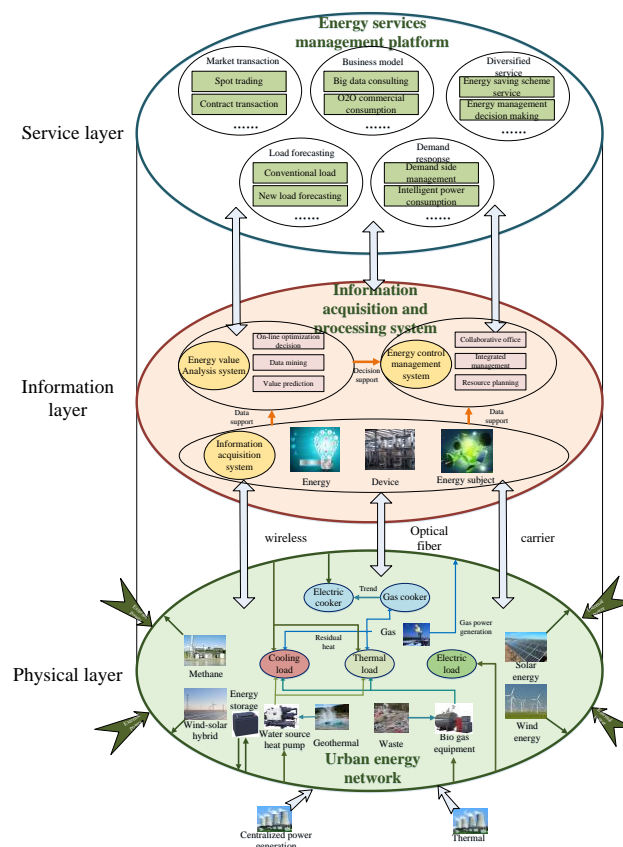 Energy services
management platform
Market transaction
Spot trading
Contract transaction
......
Business model
Big data consulting
O2O commercial
consumption
......
Diversified
service
Energy saving scheme
service
Energy management
decision making
......
Service layer
Load forecasting
Conventional load
New load forecasting
......
Demand
response
Demand side
management
Intelligent power
consumption
......
Information
acquisition and
processing system
Energy value
Analysis system
On-line optimization
decision
Data mining
Value prediction
Decision
support
Energy control
management
system
Collaborative office
Integrated
management
Resource planning
Information
layer
Data
support
Data
support
Information
acquisition
system
Energy
Device
Energy subject
wireless
Optical
fiber
carrier
Electric
cooker
Trend
Gas cooker
Gas
Gas power
generation
Residual
heat
Methane
Cooling
load
Thermal
load
Electric
load
Solar
energy
Physical layer
Energy
storage
Wind-solar
hybrid
Water source
heat pump
Geothermal
Waste
Bio gas
equipment
Wind
energy
Urban energy
network
Centralized power
generation
Thermal